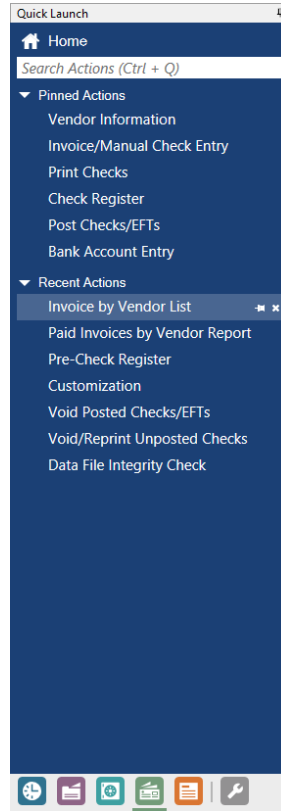 Quick Launch
Home
Search Actions (Ctrl + Q)
Pinned Actions
Vendor Information
Invoice/Manual Check Entry
Print Checks
Check Register
Post Checks/EFTs
Bank Account Entry
Recent Actions
Invoice by Vendor List
Paid Invoices by Vendor Report
Pre-Check Register
Customization
Void Posted Checks/EFTs
Void/Reprint Unposted Checks
Data File Integrity Check